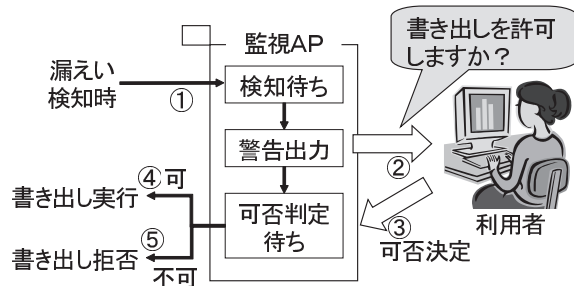 監視AP
書き出しを許可
しますか？
漏えい
検知時
①
検知待ち
警告出力
②
④可
書き出し実行
可否判定
待ち
③
可否決定
利用者
⑤
書き出し拒否
不可